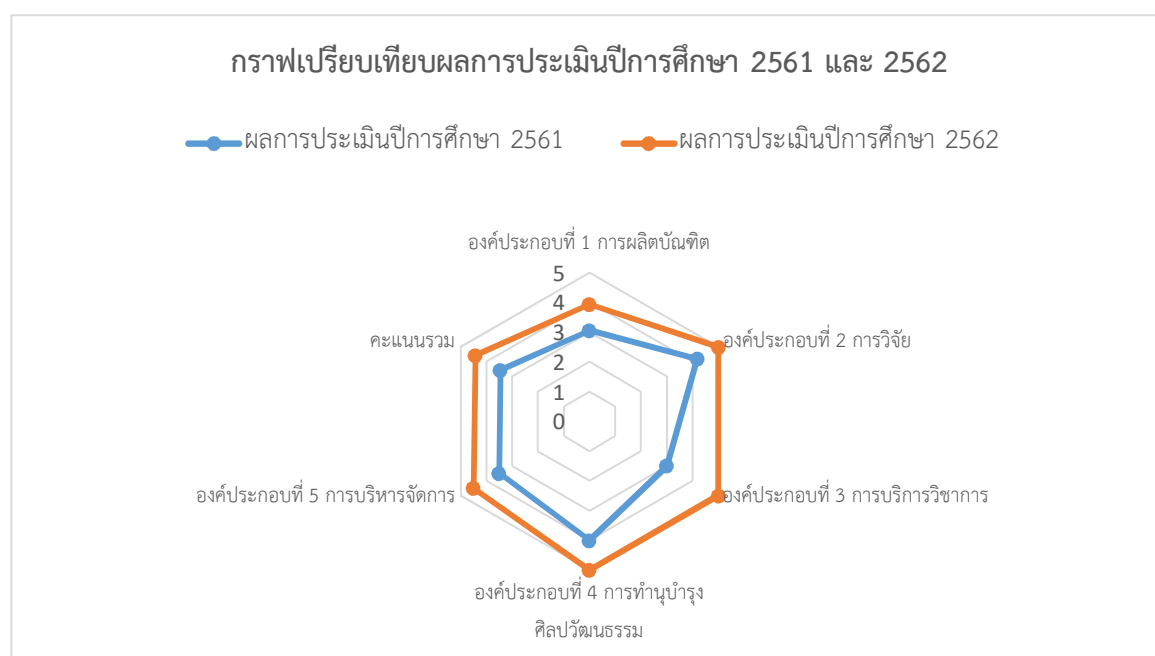 กราฟเปรียบเทียบผลการประเมินปีการศึกษา 2561 และ 2562
ผลการประเมินปีการศึกษา 2561
ผลการประเมินปีการศึกษา 2562
องค์ประกอบที่ 1 การผลิตบัณฑิต
5
4
3
2
1
0
องค์ประกอบที่ 2 การวิจัย
องค์ประกอบที่ 3 การบริการวิชาการ
องค์ประกอบที่ 4 การทำนุบำรุง
ศิลปวัฒนธรรม
องค์ประกอบที่ 5 การบริหารจัดการ
คะแนนรวม